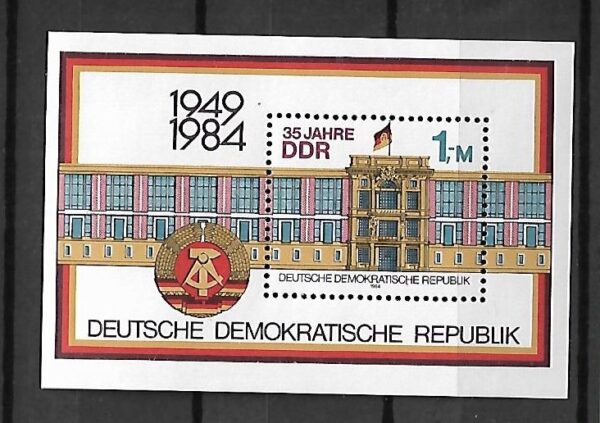 1949
1984
35 JAHRE
DDR
1,-M
DEUTSCHE DEMOKRATISCHE REPUBLIK
1984
DEUTSCHE DEMOKRATISCHE REPUBLIK